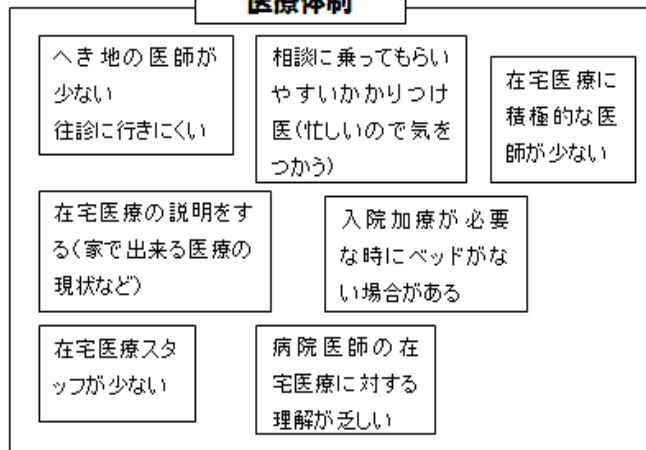 医療体制
へき地の医師が
少ない
往診に行きにくい
相談に乗ってもらい
やすいかかりつけ
医(忙しいので気を
つかう)
在宅医療に
積極的な医
師が少ない
在宅医療の説明をす
る(家で出来る医療の
現状など)
入院加療が必要
な時にベッドがな
い場合がある
在宅医療スタ
ッフが少ない
病院医師の在
宅医療に対する
理解が乏しい